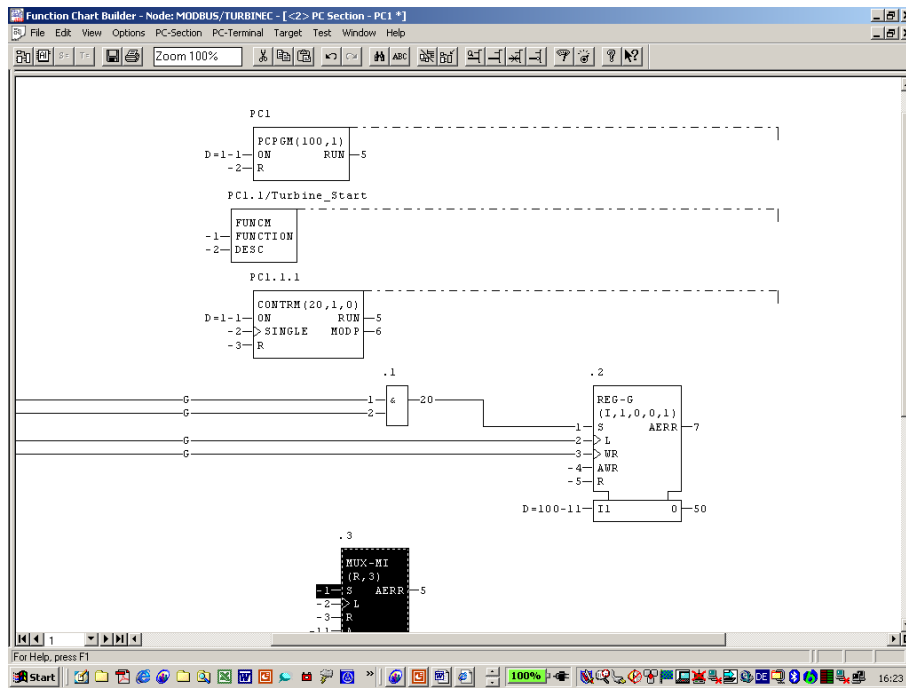 Function Chart Builder - Node: MODBUS/TURBINEC - [<2> PC Section - PC1 *]
File Edit View Options PC-Section PC-Terminal Target Test Window Help
S= T= Zoom 100% ABC
PC1
PCPGM(100,1)
D=1-1 ON RUN 5
-2 R
PC1.1/Turbine_Start
FUNCM
-1 FUNCTION
-2 DESC
PC1.1.1
CONTRM(20,1,0)
D=1-1 ON RUN 5
-2 SINGLE MODP 6
-3 R
.1 .2
G 1 & 20 REG-G
G 2 (I,1,0,0,1)
1 S AERR 7
G 2 L
G 3 WR
-4 AWR
-5 R
D=100-11 I1 O 50
.3
MUX-MI
(R,3)
-1 S AERR 5
-2 L
-3 R
-11 A
1
For Help, press F1
Start 100% DE 16:23